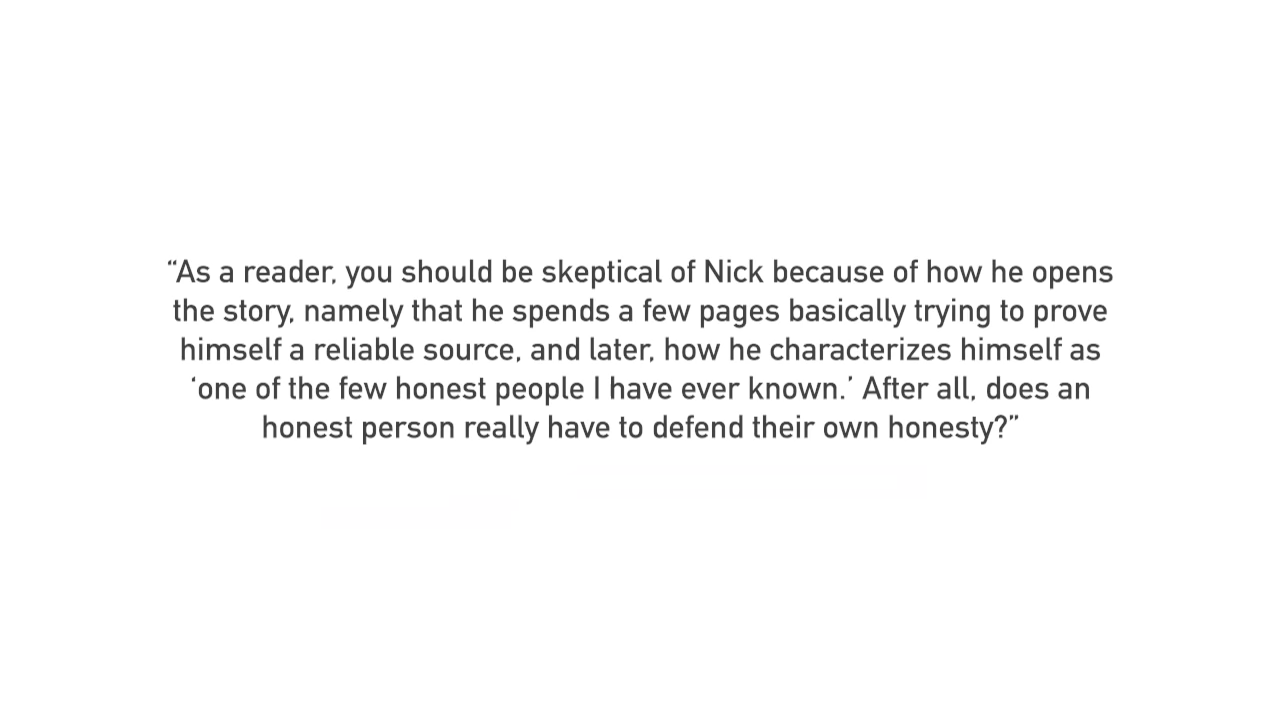 “As a reader, you should be skeptical of Nick because of how he opens
the story, namely that he spends a few pages basically trying to prove
himself a reliable source, and later, how he characterizes himself as
‘one of the few honest people I have ever known.’ After all, does an
honest person really have to defend their own honesty?”